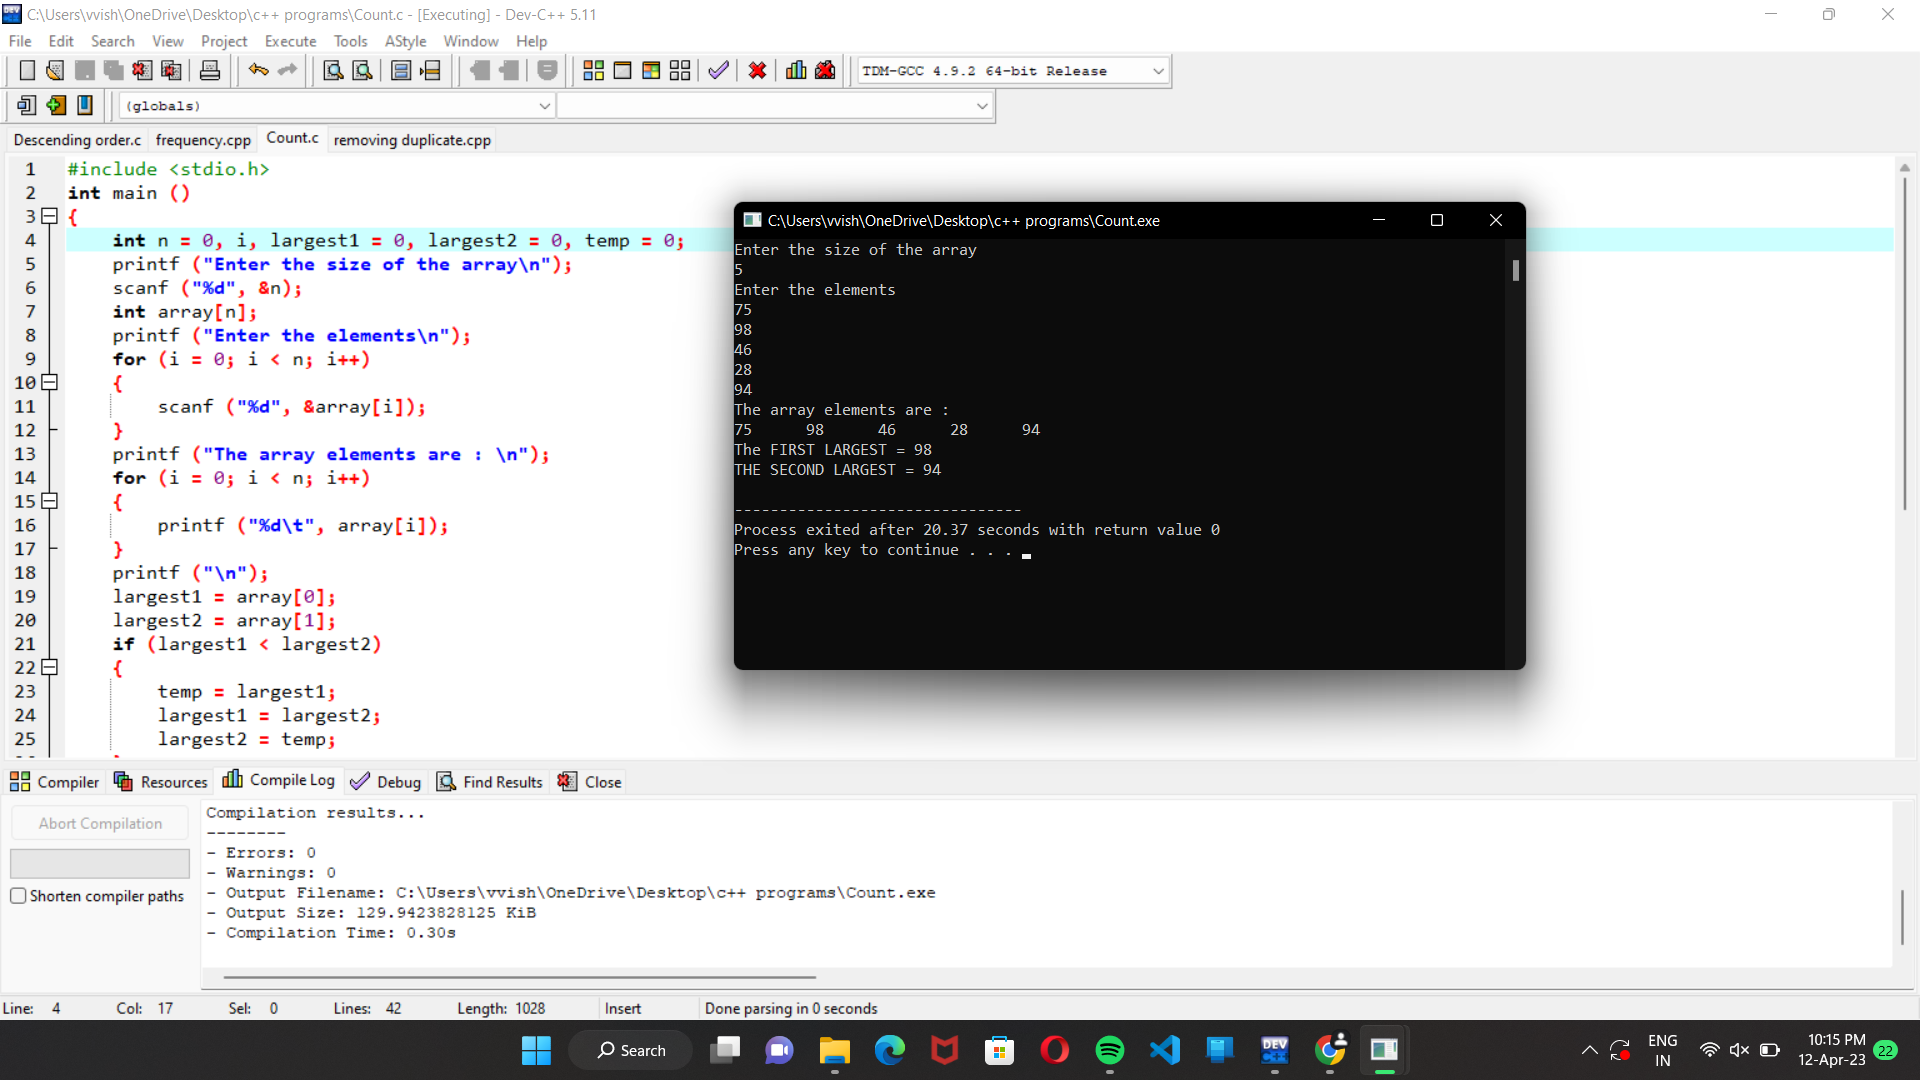 C:\Users\vvish\OneDrive\Desktop\c++ programs\Count.c - [Executing] - Dev-C++ 5.11
File Edit Search View Project Execute Tools AStyle Window Help
TDM-GCC 4.9.2 64-bit Release
(globals)
Descending order.c frequency.cpp Count.c removing duplicate.cpp
1 #include <stdio.h>
2 int main ()
3 {
4 int n = 0, i, largest1 = 0, largest2 = 0, temp = 0;
5 printf ("Enter the size of the array\n");
6 scanf ("%d", &n);
7 int array[n];
8 printf ("Enter the elements\n");
9 for (i = 0; i < n; i++)
10 {
11 scanf ("%d", &array[i]);
12 }
13 printf ("The array elements are : \n");
14 for (i = 0; i < n; i++)
15 {
16 printf ("%d\t", array[i]);
17 }
18 printf ("\n");
19 largest1 = array[0];
20 largest2 = array[1];
21 if (largest1 < largest2)
22 {
23 temp = largest1;
24 largest1 = largest2;
25 largest2 = temp;
C:\Users\vvish\OneDrive\Desktop\c++ programs\Count.exe
Enter the size of the array
5
Enter the elements
75
98
46
28
94
The array elements are :
75 98 46 28 94
The FIRST LARGEST = 98
THE SECOND LARGEST = 94
--------------------------------
Process exited after 20.37 seconds with return value 0
Press any key to continue . . .
Compiler Resources Compile Log Debug Find Results Close
Abort Compilation
Shorten compiler paths
Compilation results...
--------
- Errors: 0
- Warnings: 0
- Output Filename: C:\Users\vvish\OneDrive\Desktop\c++ programs\Count.exe
- Output Size: 129.9423828125 KiB
- Compilation Time: 0.30s
Line: 4 Col: 17 Sel: 0 Lines: 42 Length: 1028 Insert Done parsing in 0 seconds
Search
DEV
C++
ENG
IN
10:15 PM
12-Apr-23
22